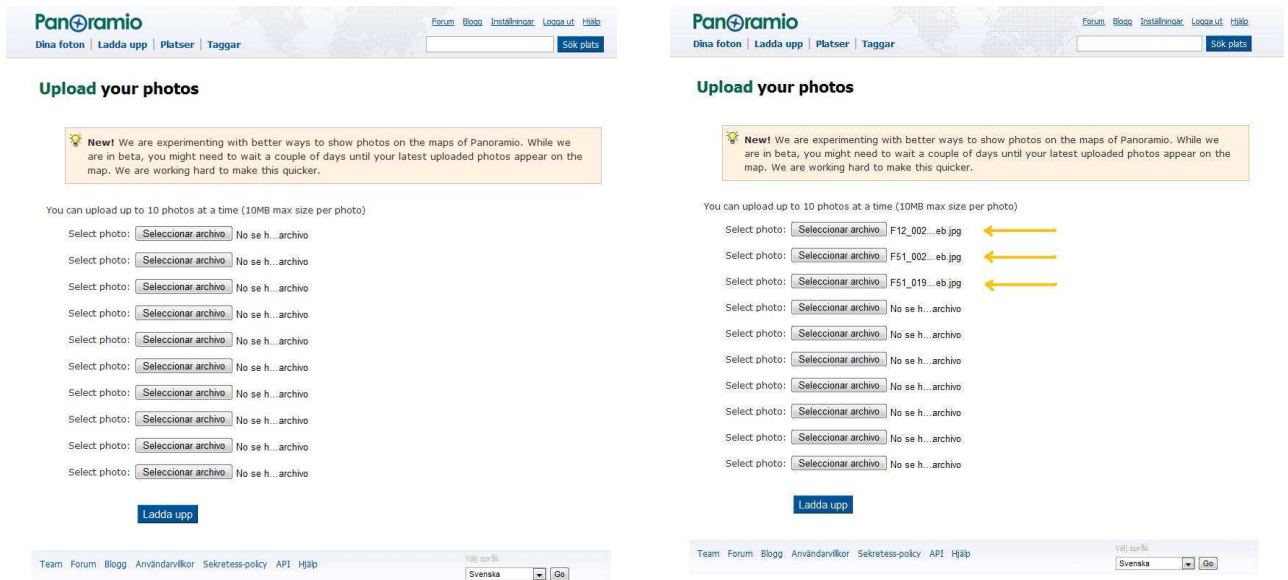 Panoramio
Forum Blogg Inställningar Logga ut Hjälp
Dina foton | Ladda upp | Platser | Taggar
Sök plats
Upload your photos
New! We are experimenting with better ways to show photos on the maps of Panoramio. While we
are in beta, you might need to wait a couple of days until your latest uploaded photos appear on the
map. We are working hard to make this quicker.
You can upload up to 10 photos at a time (10MB max size per photo)
Select photo: Seleccionar archivo No se h...archivo
Select photo: Seleccionar archivo No se h...archivo
Select photo: Seleccionar archivo No se h...archivo
Select photo: Seleccionar archivo No se h...archivo
Select photo: Seleccionar archivo No se h...archivo
Select photo: Seleccionar archivo No se h...archivo
Select photo: Seleccionar archivo No se h...archivo
Select photo: Seleccionar archivo No se h...archivo
Select photo: Seleccionar archivo No se h...archivo
Select photo: Seleccionar archivo No se h...archivo
Ladda upp
Team Forum Blogg Användarvillkor Sekretess-policy API Hjälp
Välj språk
Svenska Go
Panoramio
Forum Blogg Inställningar Logga ut Hjälp
Dina foton | Ladda upp | Platser | Taggar
Sök plats
Upload your photos
New! We are experimenting with better ways to show photos on the maps of Panoramio. While we
are in beta, you might need to wait a couple of days until your latest uploaded photos appear on the
map. We are working hard to make this quicker.
You can upload up to 10 photos at a time (10MB max size per photo)
Select photo: Seleccionar archivo F12_002...eb.jpg
Select photo: Seleccionar archivo F51_002...eb.jpg
Select photo: Seleccionar archivo F51_019...eb.jpg
Select photo: Seleccionar archivo No se h...archivo
Select photo: Seleccionar archivo No se h...archivo
Select photo: Seleccionar archivo No se h...archivo
Select photo: Seleccionar archivo No se h...archivo
Select photo: Seleccionar archivo No se h...archivo
Select photo: Seleccionar archivo No se h...archivo
Select photo: Seleccionar archivo No se h...archivo
Ladda upp
Team Forum Blogg Användarvillkor Sekretess-policy API Hjälp
Välj språk
Svenska Go